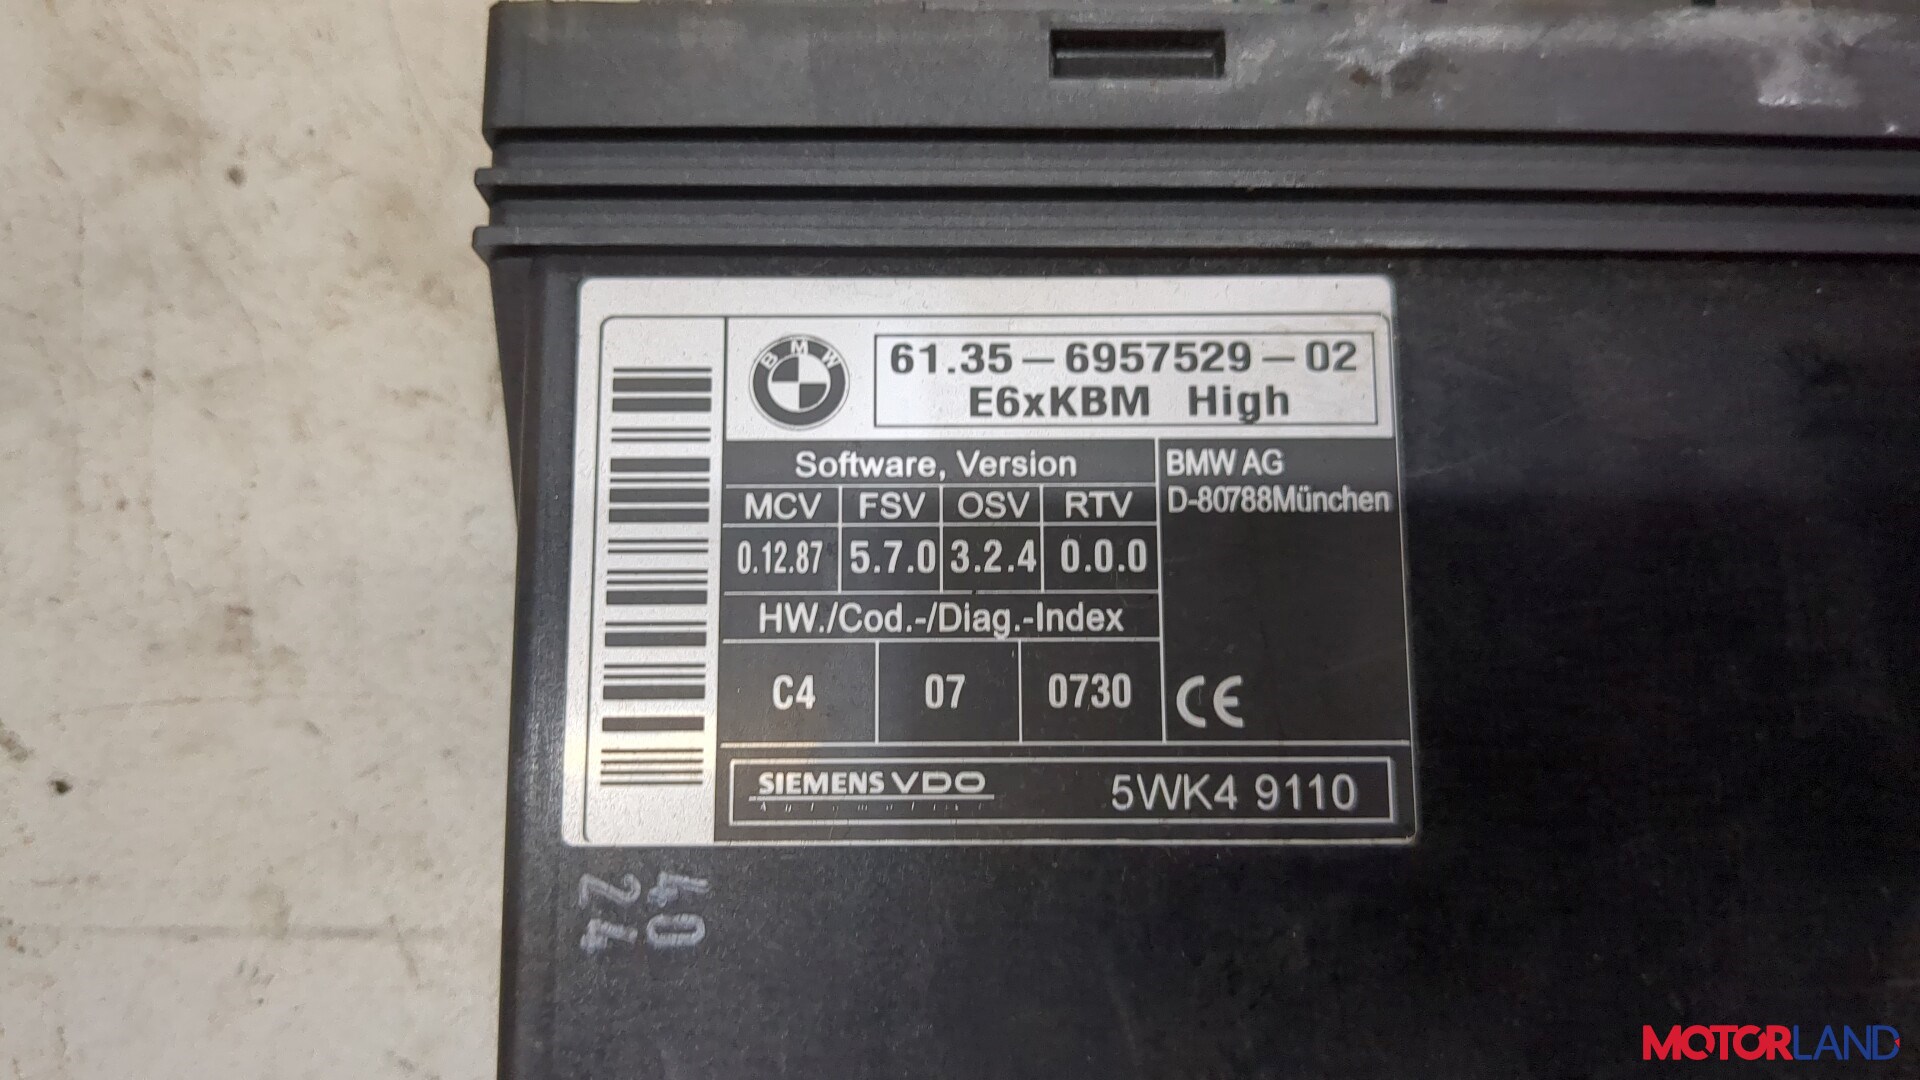 BMW
61.35-6957529-02
E6xKBM High
Software, Version
MCV FSV OSV RTV
0.12.87 5.7.0 3.2.4 0.0.0
BMW AG
D-80788München
HW./Cod.-/Diag.-Index
C4 07 0730
CE
SIEMENS VDO
5WK4 9110
40
24
MOTORLAND